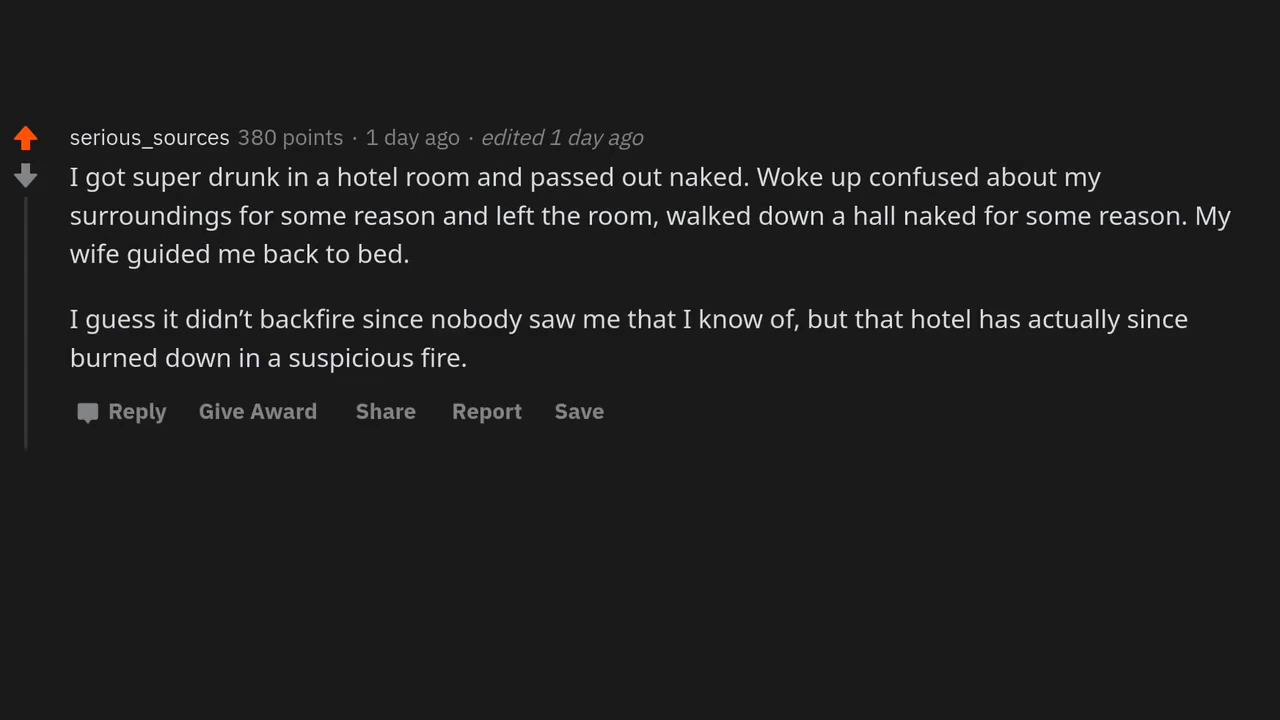 serious_sources 380 points · 1 day ago · edited 1 day ago
I got super drunk in a hotel room and passed out naked. Woke up confused about my
surroundings for some reason and left the room, walked down a hall naked for some reason. My
wife guided me back to bed.
I guess it didn’t backfire since nobody saw me that I know of, but that hotel has actually since
burned down in a suspicious fire.
Reply Give Award Share Report Save